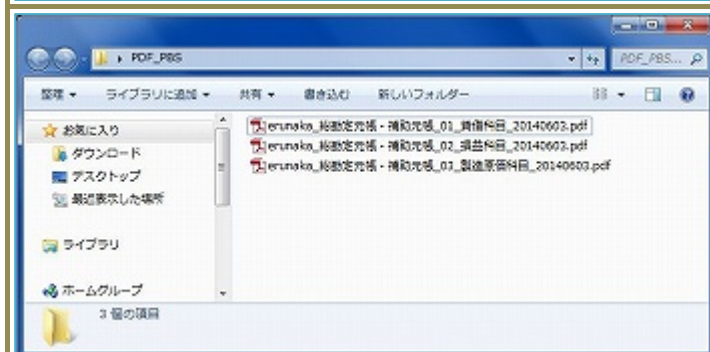 PDF_PBS
PDF_PBS...
整理 ライブラリに追加 共有 書き込む 新しいフォルダー
お気に入り
ダウンロード
デスクトップ
最近表示した場所
ライブラリ
ホームグループ
erunaka_総勘定元帳 - 補助元帳_01_貸借科目_20140603.pdf
erunaka_総勘定元帳 - 補助元帳_02_損益科目_20140603.pdf
erunaka_総勘定元帳 - 補助元帳_03_製造原価科目_20140603.pdf
3 個の項目